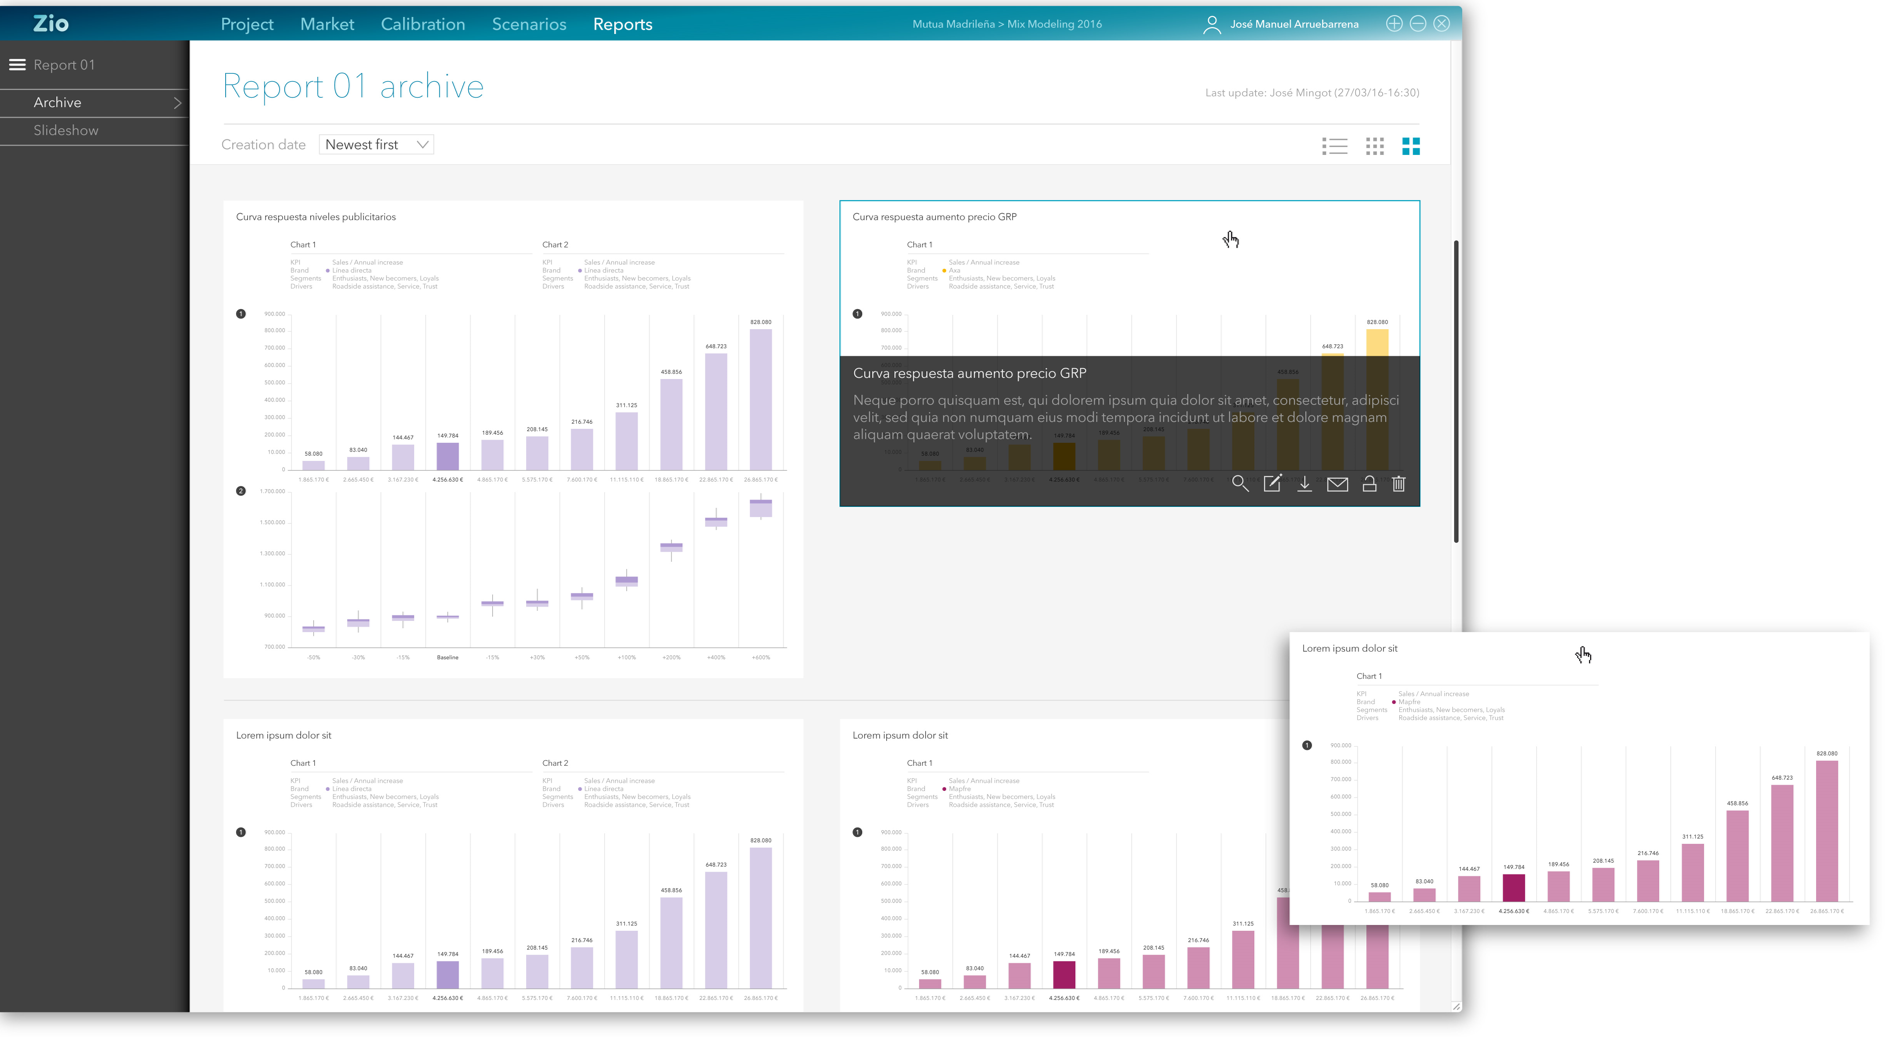 Zio
Project Market Calibration Scenarios Reports
Mutua Madrileña > Mix Modeling 2016
José Manuel Arruebarrena
Report 01
Archive
Slideshow
Report 01 archive
Last update: José Mingot (27/03/16-16:30)
Creation date Newest first
Curva respuesta niveles publicitarios
Chart 1 Chart 2
KPI Sales / Annual increase KPI Sales / Annual increase
Brand Linea directa Brand Linea directa
Segments Enthusiasts, New becomers, Loyals Segments Enthusiasts, New becomers, Loyals
Drivers Roadside assistance, Service, Trust Drivers Roadside assistance, Service, Trust
1
900.000
800.000
700.000
600.000
500.000
400.000
300.000
200.000
10.000
0
58.080 83.040 144.467 149.784 189.456 208.145 216.746 311.125 458.856 648.723 828.080
1.865.170 € 2.665.450 € 3.167.230 € 4.256.630 € 4.865.170 € 5.575.170 € 7.600.170 € 11.115.110 € 18.865.170 € 22.865.170 € 26.865.170 €
2
1.700.000
1.500.000
1.300.000
1.100.000
900.000
700.000
-50% -30% -15% Baseline -15% +30% +50% +100% +200% +400% +600%
Curva respuesta aumento precio GRP
Chart 1
KPI Sales / Annual increase
Brand Axa
Segments Enthusiasts, New becomers, Loyals
Drivers Roadside assistance, Service, Trust
1
900.000
800.000
700.000
648.723 828.080
Curva respuesta aumento precio GRP
Neque porro quisquam est, qui dolorem ipsum quia dolor sit amet, consectetur, adipisci
velit, sed quia non numquam eius modi tempora incidunt ut labore et dolore magnam
aliquam quaerat voluptatem.
Lorem ipsum dolor sit
Chart 1 Chart 2
KPI Sales / Annual increase KPI Sales / Annual increase
Brand Linea directa Brand Linea directa
Segments Enthusiasts, New becomers, Loyals Segments Enthusiasts, New becomers, Loyals
Drivers Roadside assistance, Service, Trust Drivers Roadside assistance, Service, Trust
1
900.000
800.000
700.000
600.000
500.000
400.000
300.000
200.000
10.000
0
58.080 83.040 144.467 149.784 189.456 208.145 216.746 311.125 458.856 648.723 828.080
1.865.170 € 2.665.450 € 3.167.230 € 4.256.630 € 4.865.170 € 5.575.170 € 7.600.170 € 11.115.110 € 18.865.170 € 22.865.170 € 26.865.170 €
Lorem ipsum dolor sit
Chart 1
KPI Sales / Annual increase
Brand Mapfre
Segments Enthusiasts, New becomers, Loyals
Drivers Roadside assistance, Service, Trust
1
900.000
800.000
700.000
600.000
500.000
400.000
300.000
200.000
10.000
0
58.080 83.040 144.467 149.784 189.456 208.145 216.746 311.125 458.
1.865.170 € 2.665.450 € 3.167.230 € 4.256.630 € 4.865.170 € 5.575.170 € 7.600.170 € 11.115.110 € 18.865.170 € 22.865.170 € 26.865.170 €
Lorem ipsum dolor sit
Chart 1
KPI Sales / Annual increase
Brand Mapfre
Segments Enthusiasts, New becomers, Loyals
Drivers Roadside assistance, Service, Trust
1
900.000
800.000
700.000
600.000
500.000
400.000
300.000
200.000
10.000
0
58.080 83.040 144.467 149.784 189.456 208.145 216.746 311.125 458.856 648.723 828.080
1.865.170 € 2.665.450 € 3.167.230 € 4.256.630 € 4.865.170 € 5.575.170 € 7.600.170 € 11.115.110 € 18.865.170 € 22.865.170 € 26.865.170 €